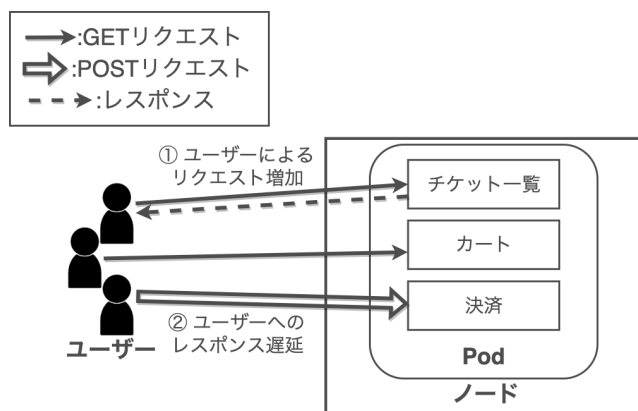 :GETリクエスト
:POSTリクエスト
:レスポンス
① ユーザーによる
リクエスト増加
チケット一覧
カート
決済
② ユーザーへの
レスポンス遅延
ユーザー
Pod
ノード